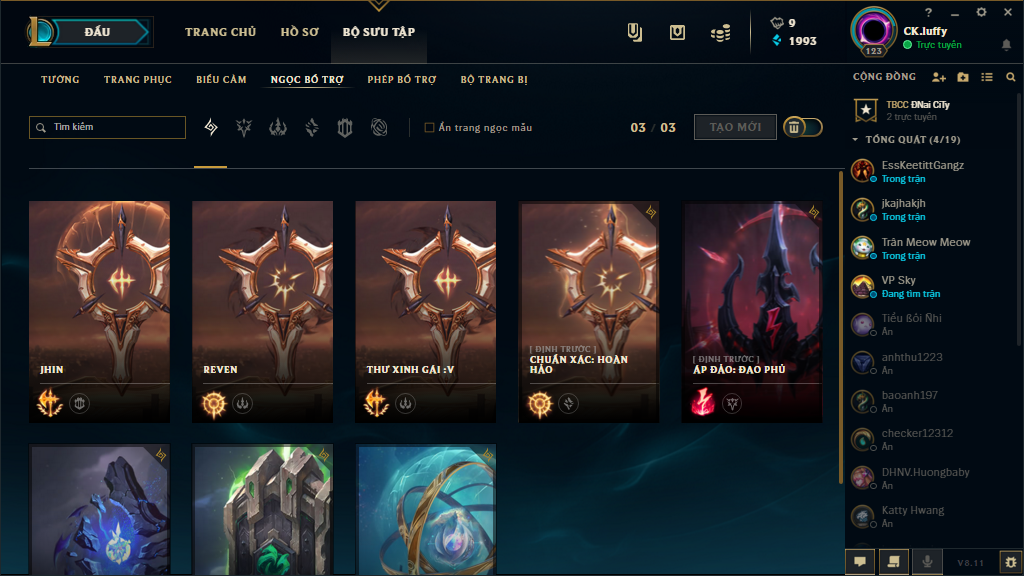 ĐẤU
TRANG CHỦ
HỒ SƠ
BỘ SƯU TẬP
9
1993
123
?
CK.luffy
Trực tuyến
TƯỚNG
TRANG PHỤC
BIỂU CẢM
NGỌC BỔ TRỢ
PHÉP BỔ TRỢ
BỘ TRANG BỊ
Tìm kiếm
Ẩn trang ngọc mẫu
03 / 03
TẠO MỚI
JHIN
REVEN
THƯ XINH GÁI :V
[ ĐỊNH TRƯỚC ]
CHUẨN XÁC: HOÀN
HẢO
[ ĐỊNH TRƯỚC ]
ÁP ĐẢO: ĐẠO PHỦ
CỘNG ĐỒNG
TBCC ĐNai CiTy
2 trực tuyến
TỔNG QUÁT (4/19)
EssKeetittGangz
Trong trận
jkajhakjh
Trong trận
Trân Meow Meow
Trong trận
VP Sky
Đang tìm trận
Tiểu ßôi Ñhi
Ẩn
anhthu1223
Ẩn
baoanh197
Ẩn
checker12312
Ẩn
DHNV.Huongbaby
Ẩn
Katty Hwang
Ẩn
V8.11